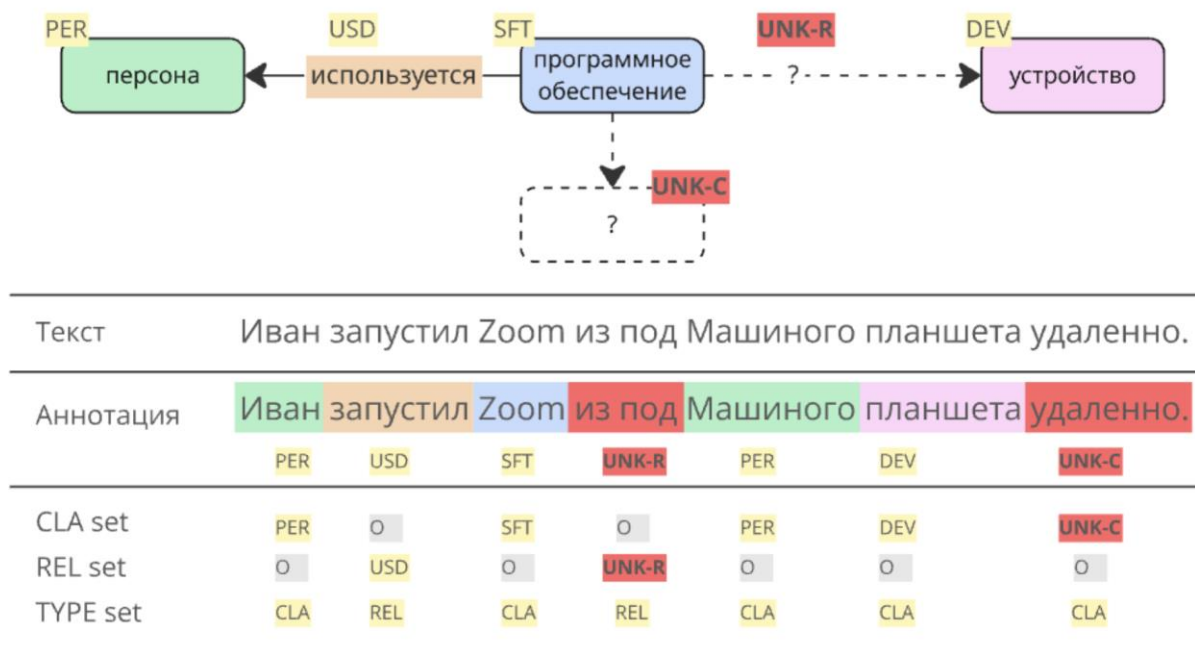 PER USD SFT UNK-R DEV
персона используется программное обеспечение ? устройство
UNK-C
?
Текст Иван запустил Zoom из под Машиного планшета удаленно.
Аннотация Иван запустил Zoom из под Машиного планшета удаленно.
PER USD SFT UNK-R PER DEV UNK-C
CLA set PER O SFT O PER DEV UNK-C
REL set O USD O UNK-R O O O
TYPE set CLA REL CLA REL CLA CLA CLA